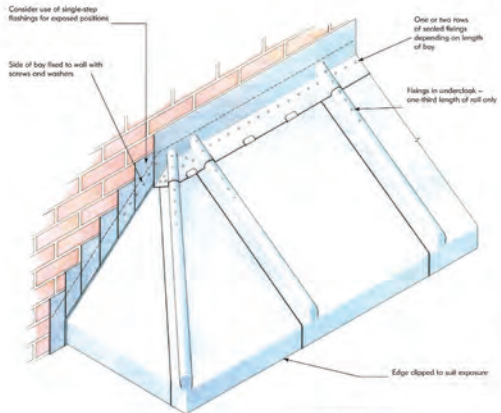 Consider use of single-step
flashings for exposed positions
Side of bay fixed to wall with
screws and washers
One or two rows
of sealed fixings
depending on length
of bay
Fixings in undercloak –
one-third length of roll only
Edge clipped to suit exposure